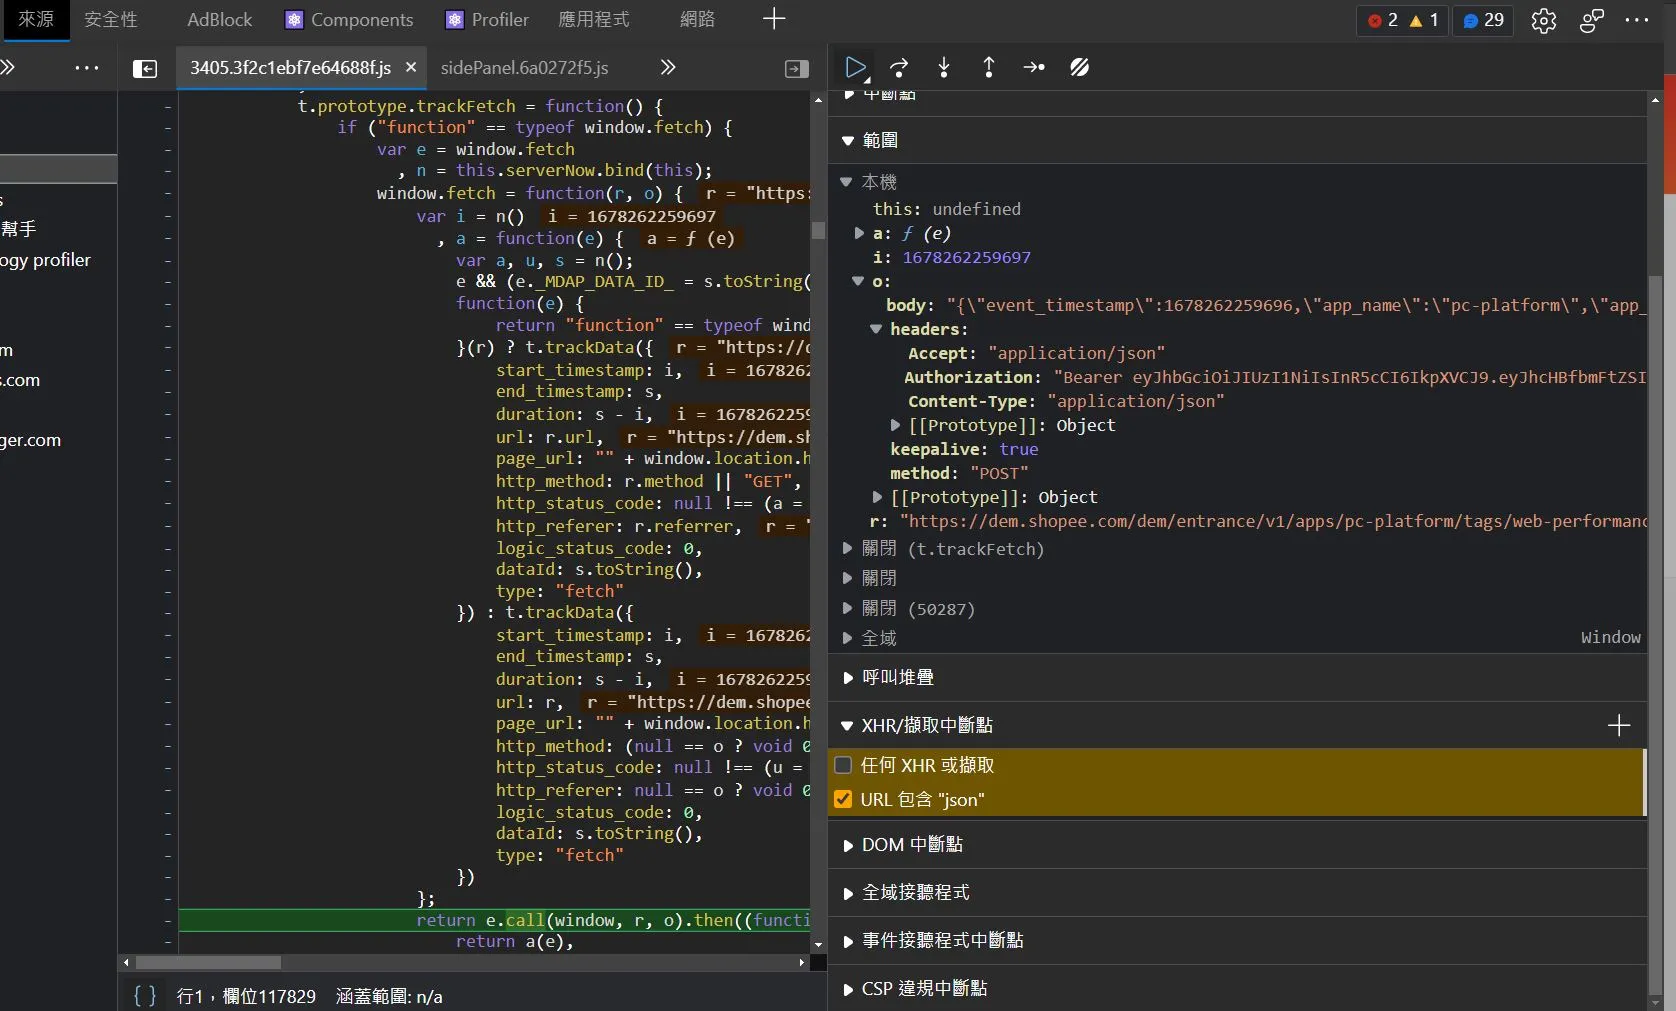 來源 安全性 AdBlock Components Profiler 應用程式 網路 2 1 29
3405.3f2c1ebf7e64688f.js × sidePanel.6a0272f5.js
s
幫手
ogy profiler
m
s.com
ger.com
t.prototype.trackFetch = function() {
if ("function" == typeof window.fetch) {
var e = window.fetch
, n = this.serverNow.bind(this);
window.fetch = function(r, o) { r = "https:
var i = n() i = 1678262259697
, a = function(e) { a = ƒ (e)
var a, u, s = n();
e && (e._MDAP_DATA_ID_ = s.toString(
function(e) {
return "function" == typeof wind
}(r) ? t.trackData({ r = "https://d
start_timestamp: i, i = 167826
end_timestamp: s,
duration: s - i, i = 1678262259
url: r.url, r = "https://dem.sh
page_url: "" + window.location.h
http_method: r.method || "GET",
http_status_code: null !== (a =
http_referer: r.referrer, r = "
logic_status_code: 0,
dataId: s.toString(),
type: "fetch"
}) : t.trackData({
start_timestamp: i, i = 167826
end_timestamp: s,
duration: s - i, i = 1678262259
url: r, r = "https://dem.shopee
page_url: "" + window.location.h
http_method: (null == o ? void 0
http_status_code: null !== (u =
http_referer: null == o ? void 0
logic_status_code: 0,
dataId: s.toString(),
type: "fetch"
})
};
return e.call(window, r, o).then((functi
return a(e),
{ } 行1，欄位117829 涵蓋範圍: n/a
中斷點
範圍
本機
this: undefined
a: ƒ (e)
i: 1678262259697
o:
body: "{\"event_timestamp\":1678262259696,\"app_name\":\"pc-platform\",\"app_
headers:
Accept: "application/json"
Authorization: "Bearer eyJhbGciOiJIUzI1NiIsInR5cCI6IkpXVCJ9.eyJhcHBfbmFtZSI
Content-Type: "application/json"
[[Prototype]]: Object
keepalive: true
method: "POST"
[[Prototype]]: Object
r: "https://dem.shopee.com/dem/entrance/v1/apps/pc-platform/tags/web-performanc
關閉 (t.trackFetch)
關閉
關閉 (50287)
全域 Window
呼叫堆疊
XHR/擷取中斷點
任何 XHR 或擷取
URL 包含 "json"
DOM 中斷點
全域接聽程式
事件接聽程式中斷點
CSP 違規中斷點